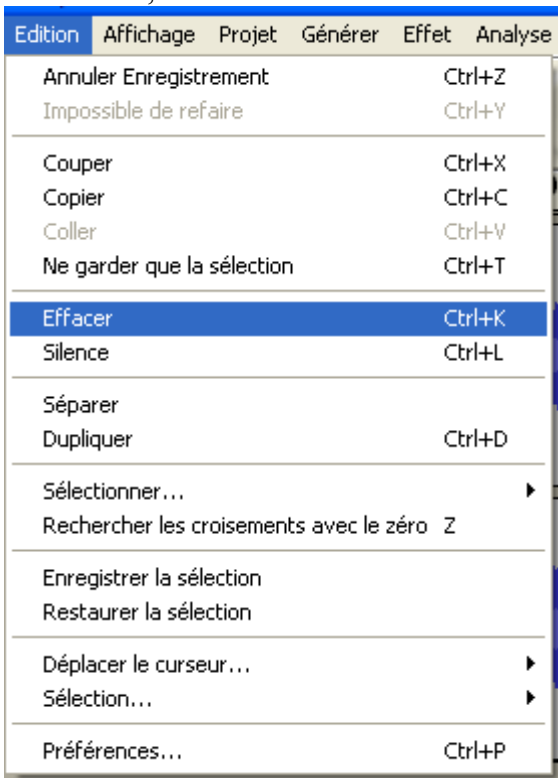 Edition Affichage Projet Générer Effet Analyse
Annuler Enregistrement Ctrl+Z
Impossible de refaire Ctrl+Y
Couper Ctrl+X
Copier Ctrl+C
Coller Ctrl+V
Ne garder que la sélection Ctrl+T
Effacer Ctrl+K
Silence Ctrl+L
Séparer
Dupliquer Ctrl+D
Sélectionner...
Rechercher les croisements avec le zéro Z
Enregistrer la sélection
Restaurer la sélection
Déplacer le curseur...
Sélection...
Préférences... Ctrl+P